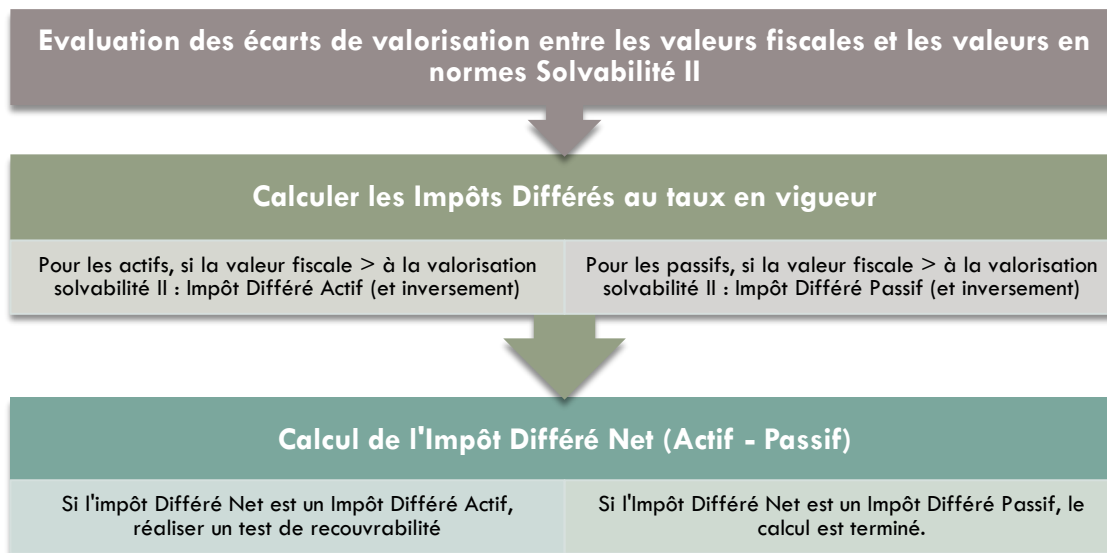 Evaluation des écarts de valorisation entre les valeurs fiscales et les valeurs en
normes Solvabilité II
Calculer les Impôts Différés au taux en vigueur
Pour les actifs, si la valeur fiscale > à la valorisation
solvabilité II : Impôt Différé Actif (et inversement)
Pour les passifs, si la valeur fiscale > à la valorisation
solvabilité II : Impôt Différé Passif (et inversement)
Calcul de l'Impôt Différé Net (Actif - Passif)
Si l'impôt Différé Net est un Impôt Différé Actif,
réaliser un test de recouvrabilité
Si l'Impôt Différé Net est un Impôt Différé Passif, le
calcul est terminé.